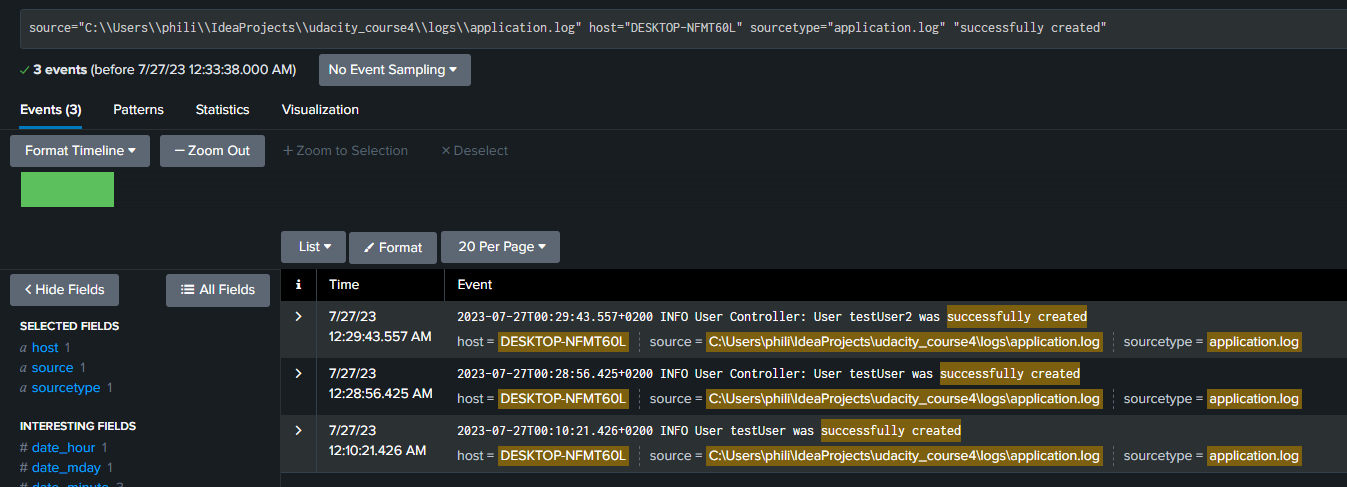 source="C:\\Users\\phili\\IdeaProjects\\udacity_course4\\logs\\application.log" host="DESKTOP-NFMT60L" sourcetype="application.log" "successfully created"
3 events (before 7/27/23 12:33:38.000 AM)
No Event Sampling
Events (3) Patterns Statistics Visualization
Format Timeline — Zoom Out + Zoom to Selection × Deselect
List Format 20 Per Page
Hide Fields All Fields
i Time Event
SELECTED FIELDS
a host 1
a source 1
a sourcetype 1
INTERESTING FIELDS
# date_hour 1
# date_mday 1
# date_minute 3
7/27/23
12:29:43.557 AM
2023-07-27T00:29:43.557+0200 INFO User Controller: User testUser2 was successfully created
host = DESKTOP-NFMT60L source = C:\Users\phili\IdeaProjects\udacity_course4\logs\application.log sourcetype = application.log
7/27/23
12:28:56.425 AM
2023-07-27T00:28:56.425+0200 INFO User Controller: User testUser was successfully created
host = DESKTOP-NFMT60L source = C:\Users\phili\IdeaProjects\udacity_course4\logs\application.log sourcetype = application.log
7/27/23
12:10:21.426 AM
2023-07-27T00:10:21.426+0200 INFO User testUser was successfully created
host = DESKTOP-NFMT60L source = C:\Users\phili\IdeaProjects\udacity_course4\logs\application.log sourcetype = application.log